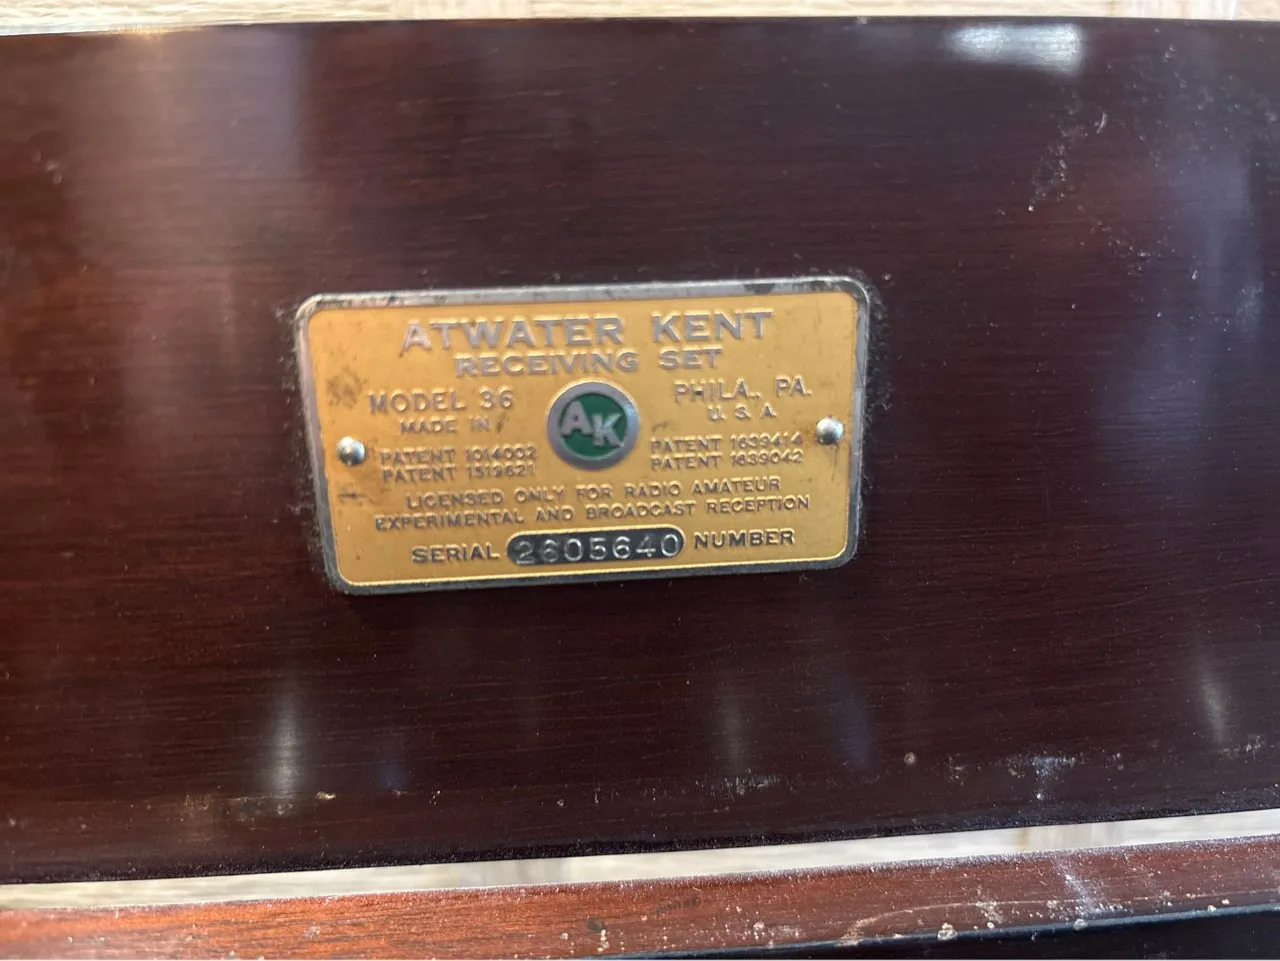 ATWATER KENT
RECEIVING SET
MODEL 36
MADE IN
AK
PHILA., PA.
U. S. A.
PATENT 1014002
PATENT 1519621
PATENT 1639414
PATENT 1639042
LICENSED ONLY FOR RADIO AMATEUR
EXPERIMENTAL AND BROADCAST RECEPTION
SERIAL 2605640 NUMBER